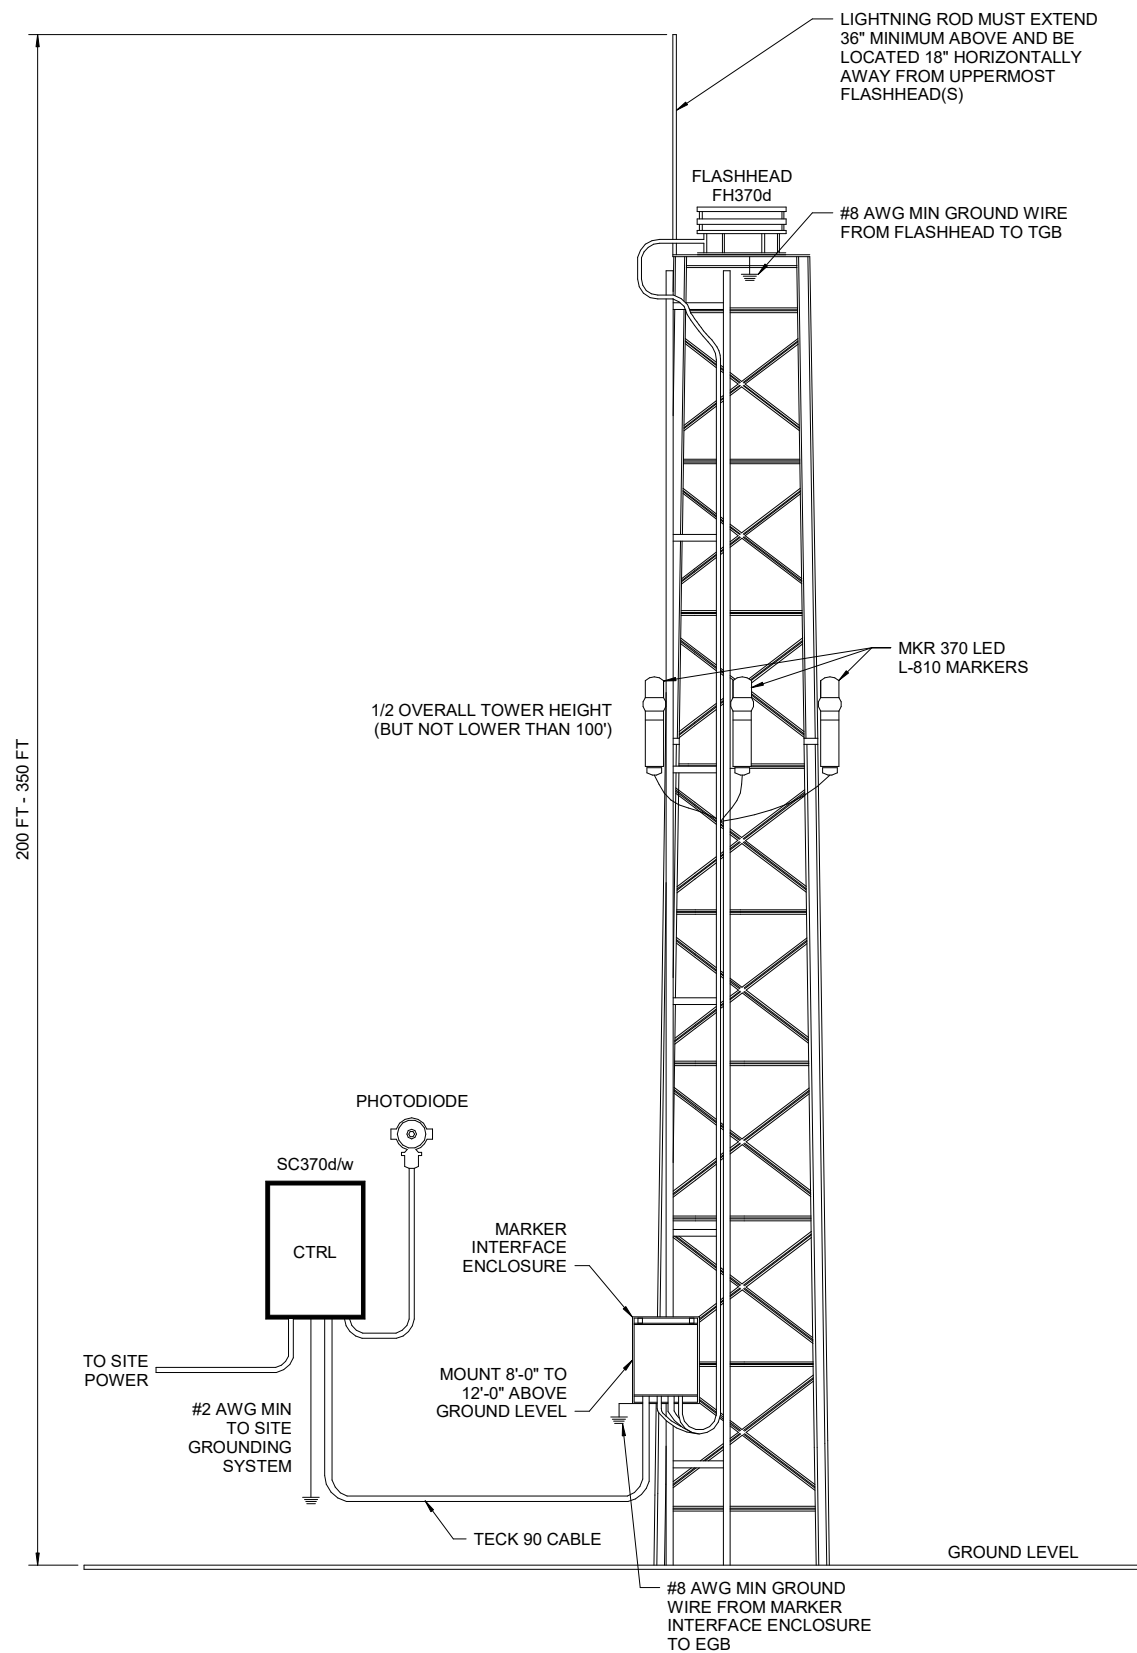 LIGHTNING ROD MUST EXTEND
36" MINIMUM ABOVE AND BE
LOCATED 18" HORIZONTALLY
AWAY FROM UPPERMOST
FLASHHEAD(S)
FLASHHEAD
FH370d
#8 AWG MIN GROUND WIRE
FROM FLASHHEAD TO TGB
MKR 370 LED
L-810 MARKERS
1/2 OVERALL TOWER HEIGHT
(BUT NOT LOWER THAN 100')
200 FT - 350 FT
PHOTODIODE
SC370d/w
CTRL
MARKER
INTERFACE
ENCLOSURE
TO SITE
POWER
MOUNT 8'-0" TO
12'-0" ABOVE
GROUND LEVEL
#2 AWG MIN
TO SITE
GROUNDING
SYSTEM
TECK 90 CABLE
GROUND LEVEL
#8 AWG MIN GROUND
WIRE FROM MARKER
INTERFACE ENCLOSURE
TO EGB